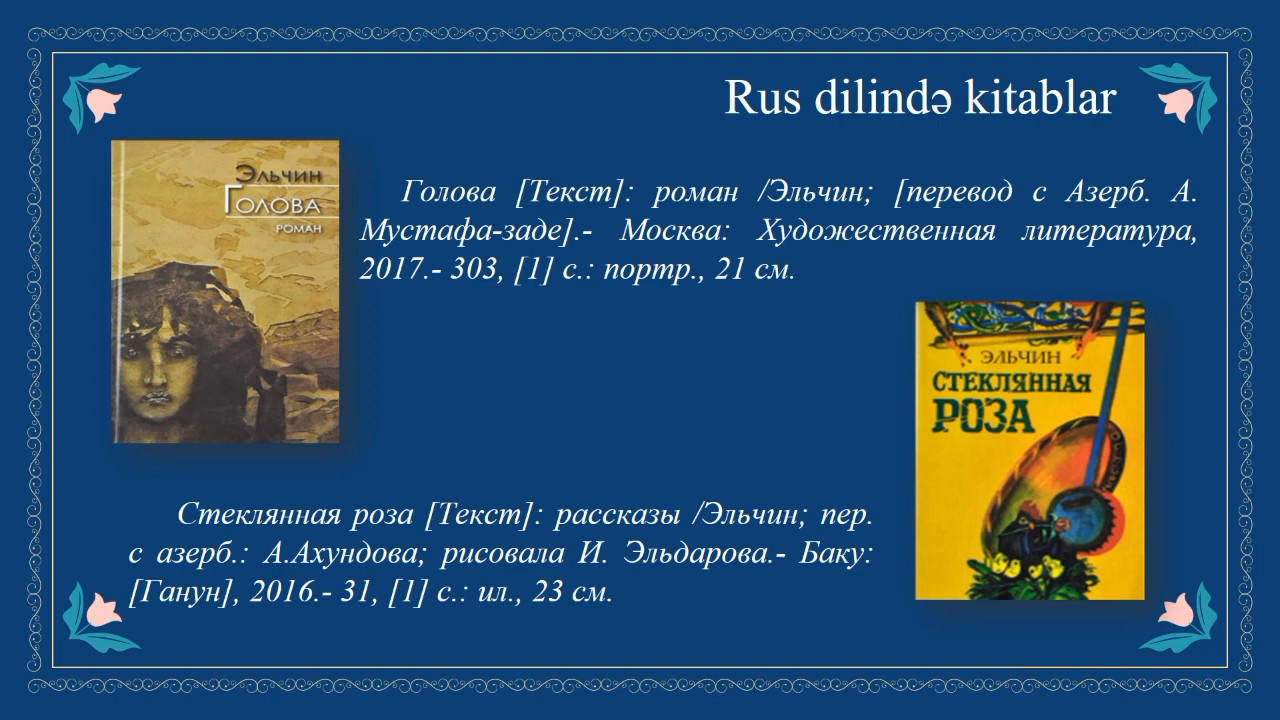 Rus dilində kitablar
Эльчин
Голова
роман
Голова [Текст]: роман /Эльчин; [перевод с Азерб. А.
Мустафа-заде].- Москва: Художественная литература,
2017.- 303, [1] с.: портр., 21 см.
ЭЛЬЧИН
СТЕКЛЯННАЯ
РОЗА
Стеклянная роза [Текст]: рассказы /Эльчин; пер.
с азерб.: А.Ахундова; рисовала И. Эльдарова.- Баку:
[Ганун], 2016.- 31, [1] с.: ил., 23 см.